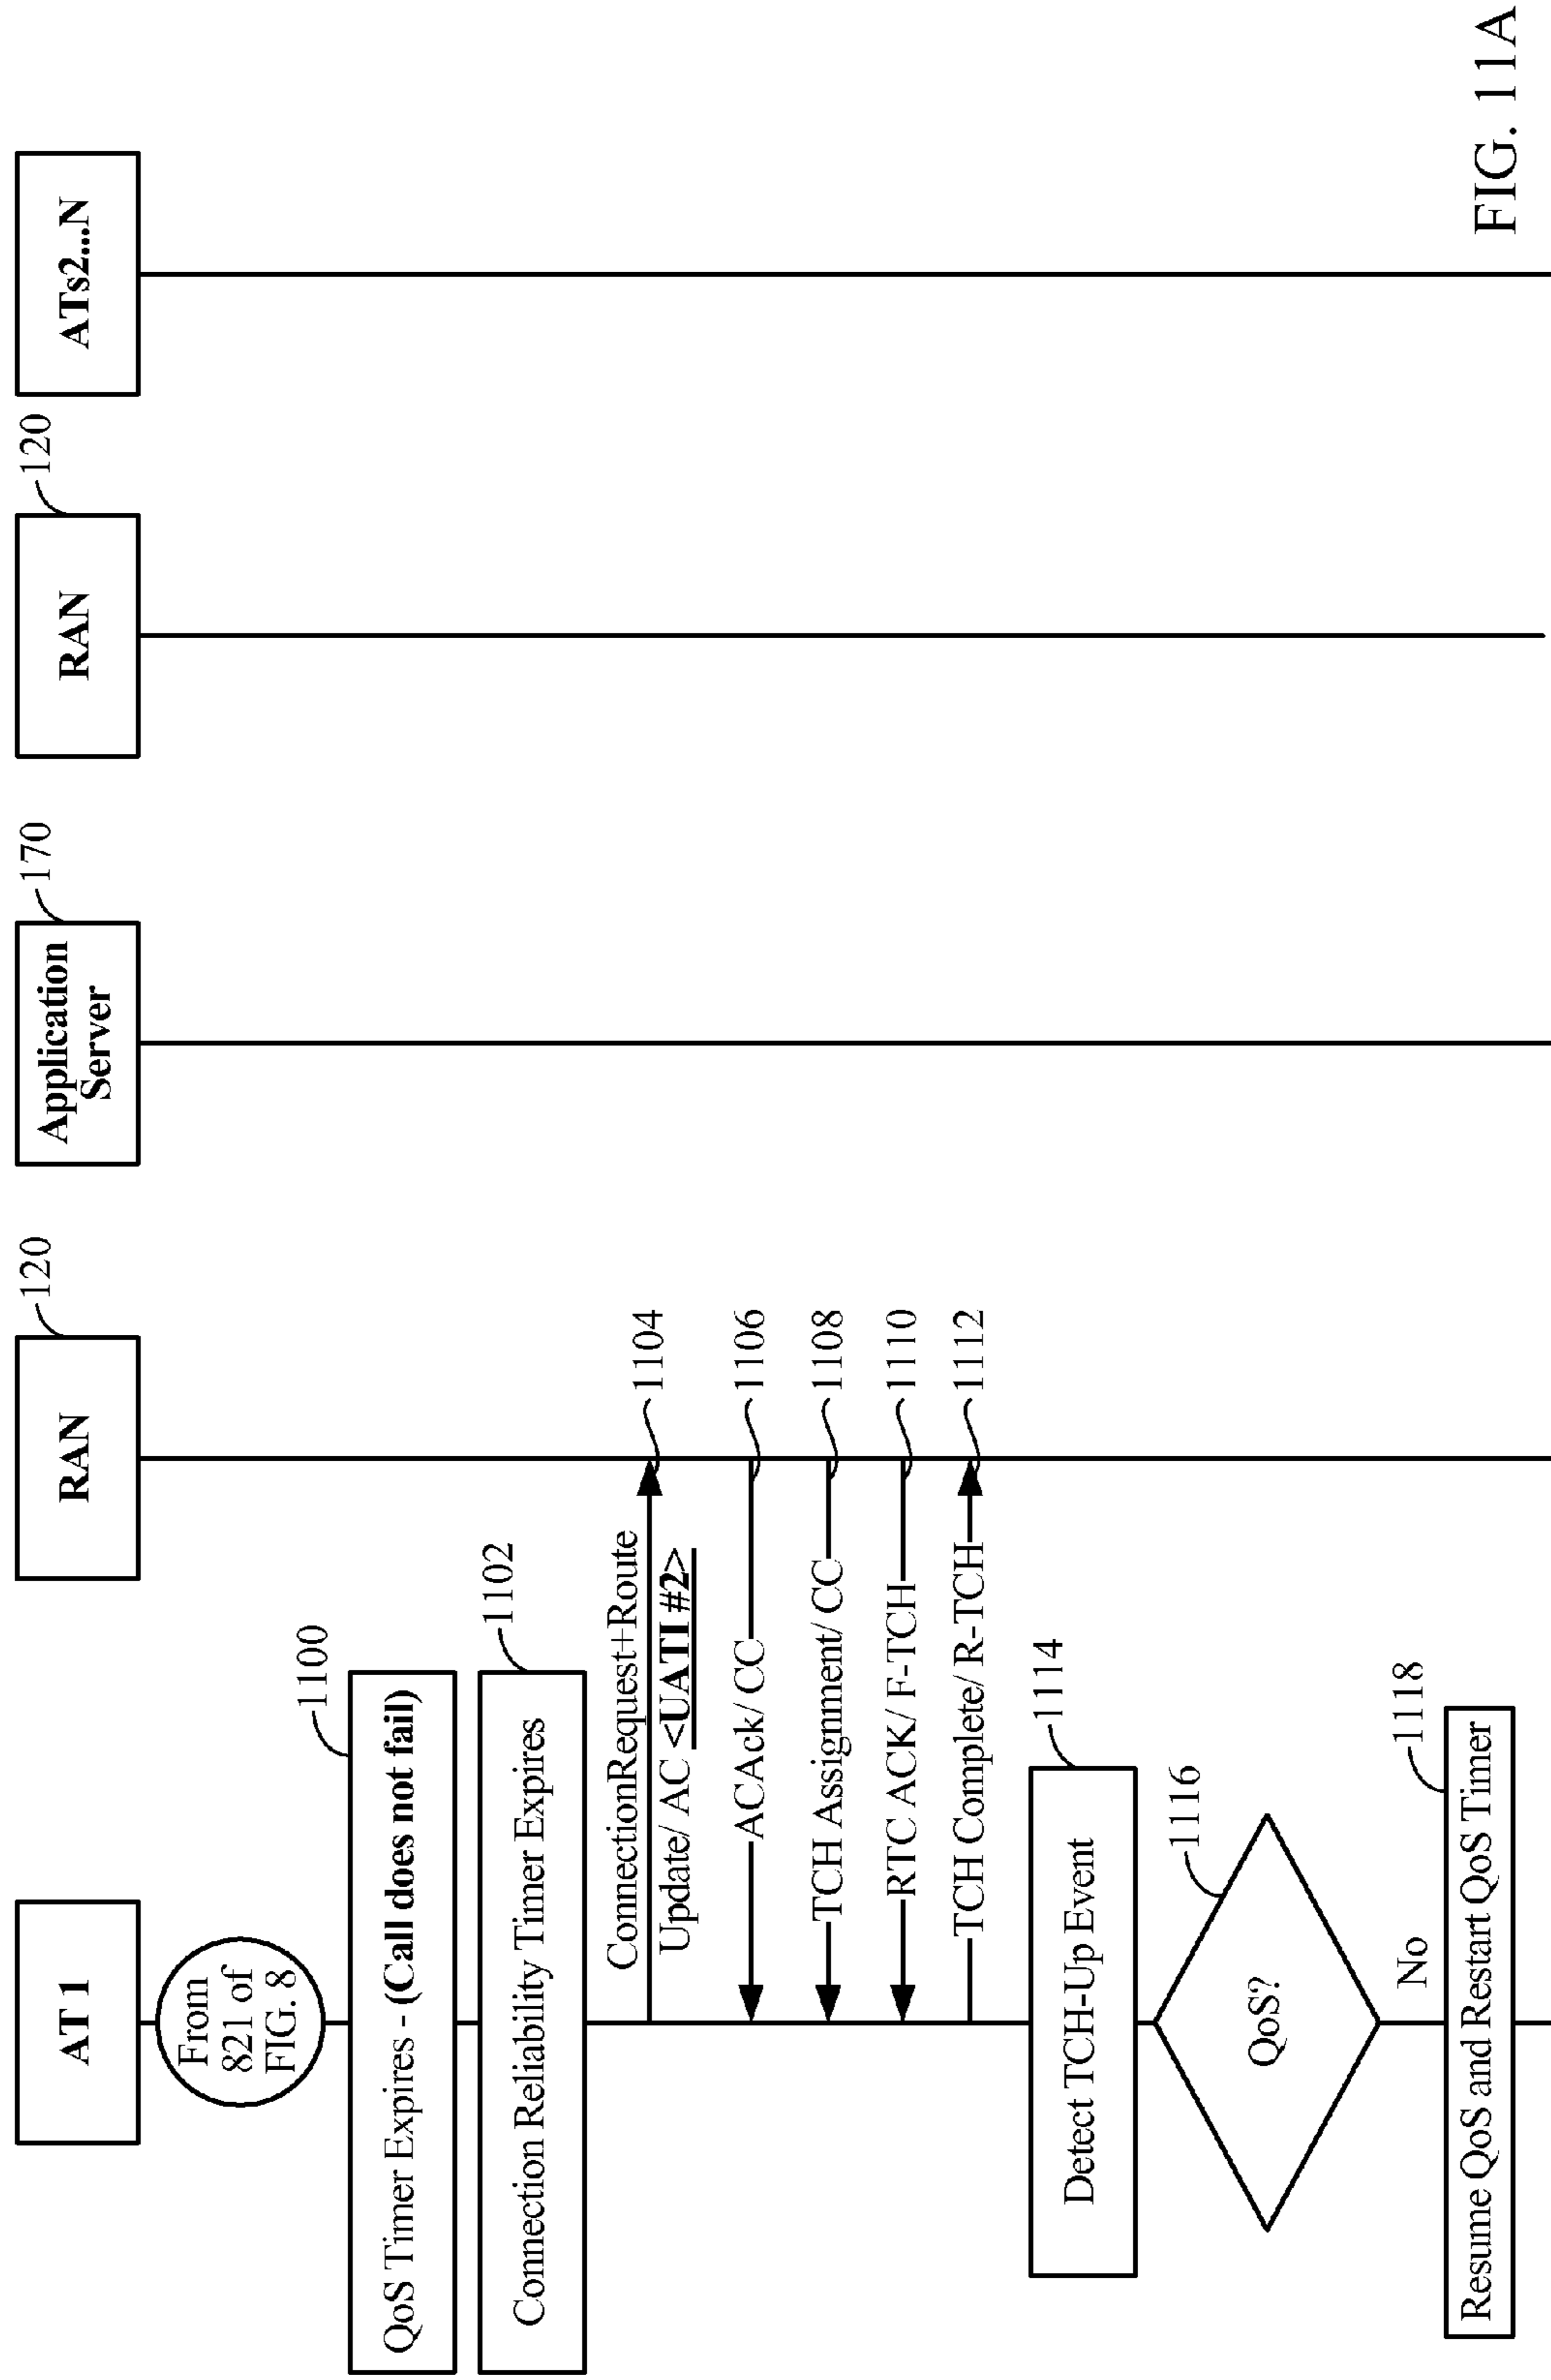 AT 1
RAN
120
Application
Server
170
RAN
120
ATs2...N
From
821 of
FIG. 8
1100
QoS Timer Expires - (Call does not fail)
1102
Connection Reliability Timer Expires
ConnectionRequest+Route
Update/ AC <UATI #2>
1104
ACAck/ CC
1106
TCH Assignment/ CC
1108
RTC ACK/ F-TCH
1110
TCH Complete/ R-TCH
1112
1114
Detect TCH-Up Event
1116
QoS?
No
1118
Resume QoS and Restart QoS Timer
FIG. 11A